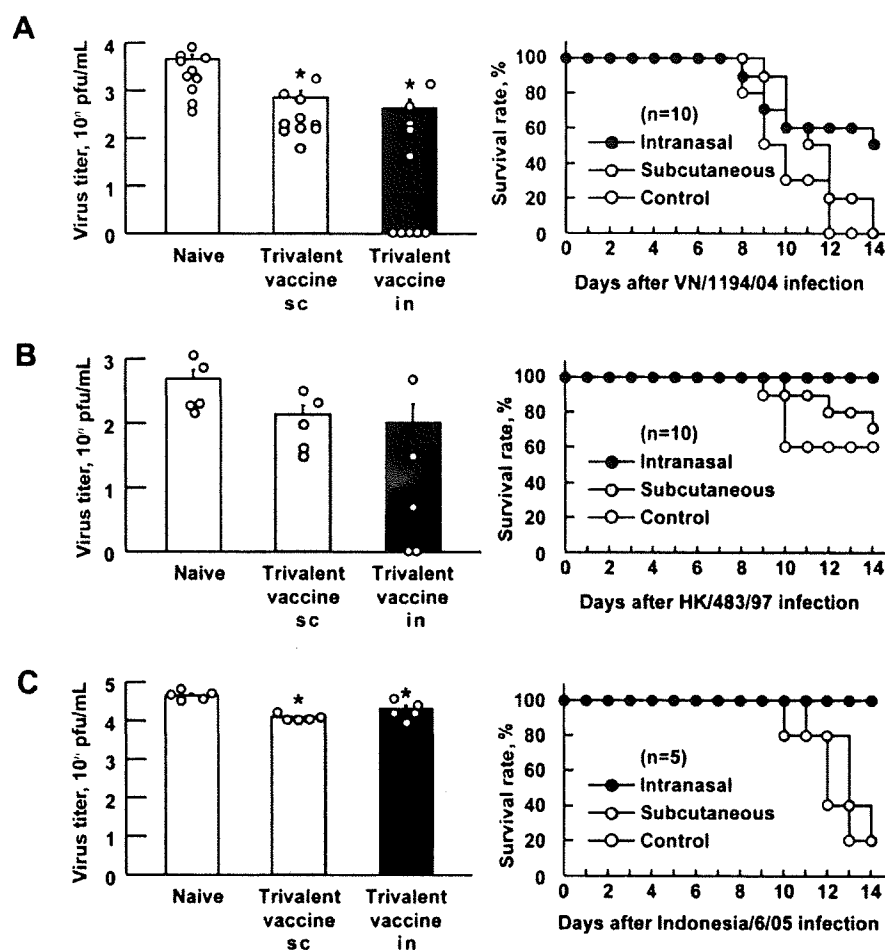 A
Virus titer, 10ⁿ pfu/mL
4
3
2
1
0
Naive
Trivalent
vaccine
sc
Trivalent
vaccine
in
*
*
Survival rate, %
100
80
60
40
20
0
(n=10)
Intranasal
Subcutaneous
Control
0 2 4 6 8 10 12 14
Days after VN/1194/04 infection
B
Virus titer, 10ⁿ pfu/mL
3
2
1
0
Naive
Trivalent
vaccine
sc
Trivalent
vaccine
in
Survival rate, %
100
80
60
40
20
0
(n=10)
Intranasal
Subcutaneous
Control
0 2 4 6 8 10 12 14
Days after HK/483/97 infection
C
Virus titer, 10ⁿ pfu/mL
5
4
3
2
1
0
Naive
Trivalent
vaccine
sc
Trivalent
vaccine
in
*
*
Survival rate, %
100
80
60
40
20
0
(n=5)
Intranasal
Subcutaneous
Control
0 2 4 6 8 10 12 14
Days after Indonesia/6/05 infection